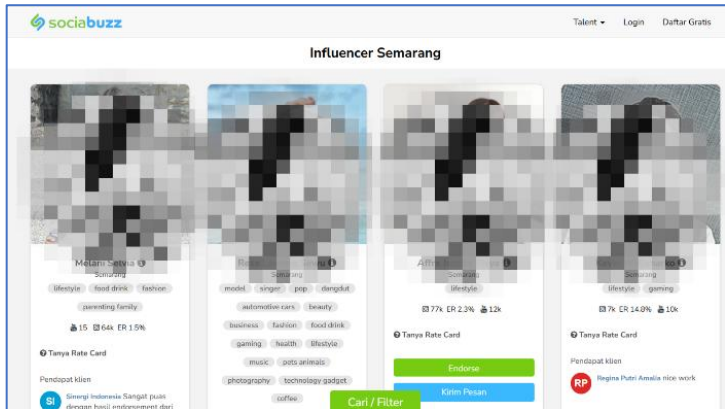 sociabuzz
Talent
Login
Daftar Gratis
Influencer Semarang
Melani Selvia
Semarang
lifestyle food drink fashion
parenting family
15 64k ER 1.5%
Tanya Rate Card
Pendapat klien
SI
Sinergi Indonesia Sangat puas
dengan hasil endorsement dari
Semarang
model singer pop dangdut
automotive cars beauty
business fashion food drink
gaming health lifestyle
music pets animals
photography technology gadget
coffee
Semarang
lifestyle
77k ER 2.3% 12k
Tanya Rate Card
Endorse
Kirim Pesan
Semarang
lifestyle gaming
7k ER 14.8% 10k
Tanya Rate Card
Pendapat klien
RP
Regina Putri Amalia nice work
Cari / Filter